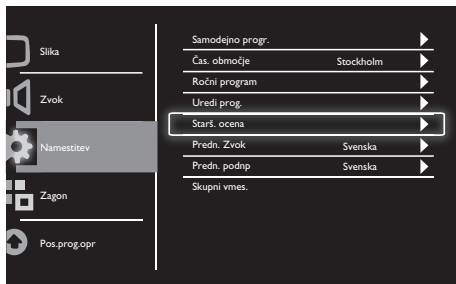 Slika
Zvok
Namestitev
Zagon
Pos.prog.opr
Samodejno progr.
Čas. območje Stockholm
Ročni program
Uredi prog.
Starš. ocena
Predn. Zvok Svenska
Predn. podnp Svenska
Skupni vmes.